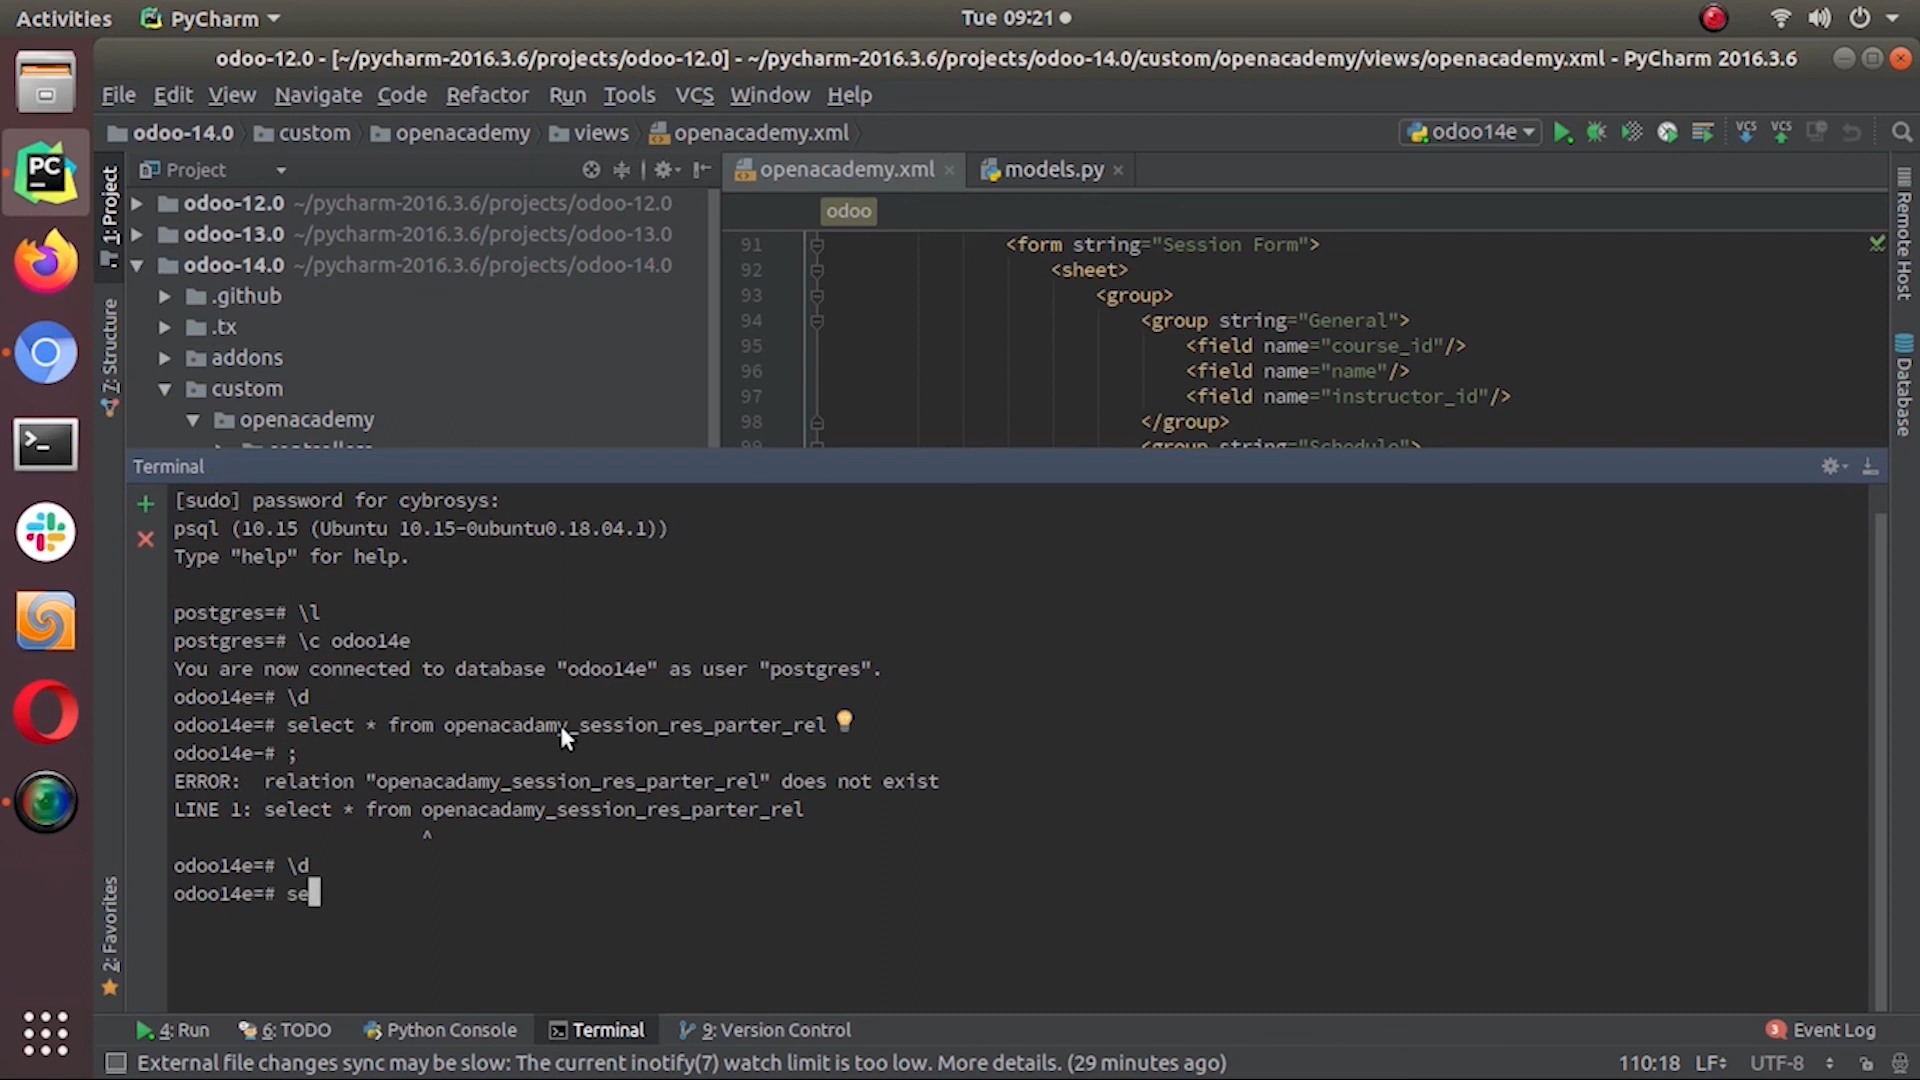 Activities PyCharm Tue 09:21
odoo-12.0 - [~/pycharm-2016.3.6/projects/odoo-12.0] - ~/pycharm-2016.3.6/projects/odoo-14.0/custom/openacademy/views/openacademy.xml - PyCharm 2016.3.6
File Edit View Navigate Code Refactor Run Tools VCS Window Help
odoo-14.0 custom openacademy views openacademy.xml odoo14e VCS VCS
Project openacademy.xml models.py
1: Project
7: Structure
2: Favorites
Remote Host
Database
odoo-12.0 ~/pycharm-2016.3.6/projects/odoo-12.0
odoo-13.0 ~/pycharm-2016.3.6/projects/odoo-13.0
odoo-14.0 ~/pycharm-2016.3.6/projects/odoo-14.0
.github
.tx
addons
custom
openacademy
controllers
odoo
91 <form string="Session Form">
92 <sheet>
93 <group>
94 <group string="General">
95 <field name="course_id"/>
96 <field name="name"/>
97 <field name="instructor_id"/>
98 </group>
99 <group string="Schedule">
Terminal
[sudo] password for cybrosys:
psql (10.15 (Ubuntu 10.15-0ubuntu0.18.04.1))
Type "help" for help.
postgres=# \l
postgres=# \c odoo14e
You are now connected to database "odoo14e" as user "postgres".
odoo14e=# \d
odoo14e=# select * from openacadamy_session_res_parter_rel
odoo14e-# ;
ERROR:  relation "openacadamy_session_res_parter_rel" does not exist
LINE 1: select * from openacadamy_session_res_parter_rel
^
odoo14e=# \d
odoo14e=# se
4: Run 6: TODO Python Console Terminal 9: Version Control 3 Event Log
External file changes sync may be slow: The current inotify(7) watch limit is too low. More details. (29 minutes ago) 110:18 LF UTF-8